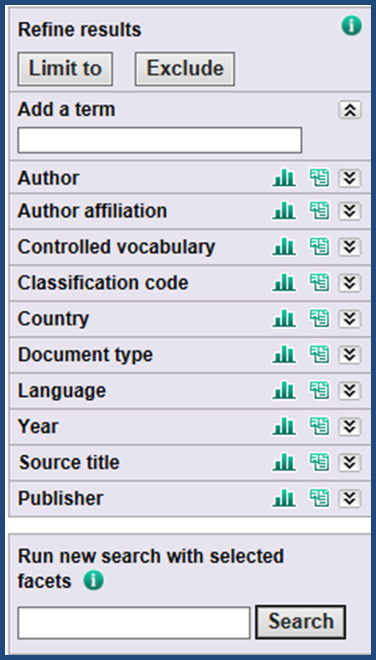 Refine results
Limit to Exclude
Add a term
Author
Author affiliation
Controlled vocabulary
Classification code
Country
Document type
Language
Year
Source title
Publisher
Run new search with selected
facets
Search